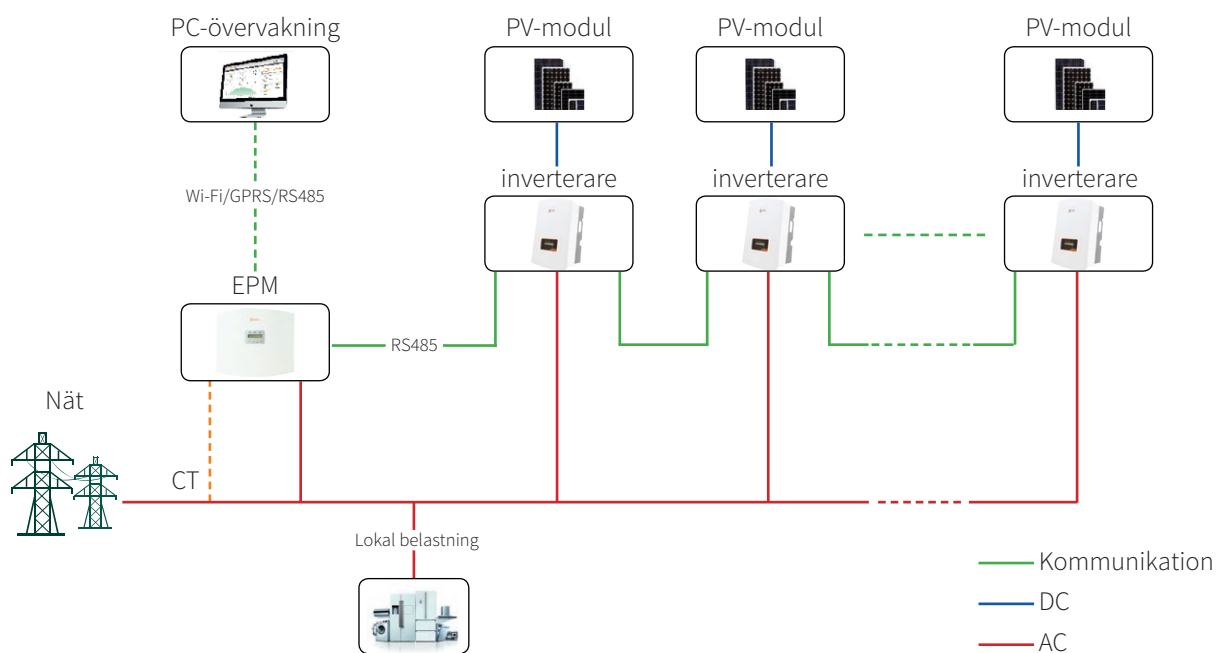 PC-övervakning
PV-modul
PV-modul
PV-modul
Wi-Fi/GPRS/RS485
inverterare
inverterare
inverterare
EPM
RS485
Nät
CT
Lokal belastning
Kommunikation
DC
AC